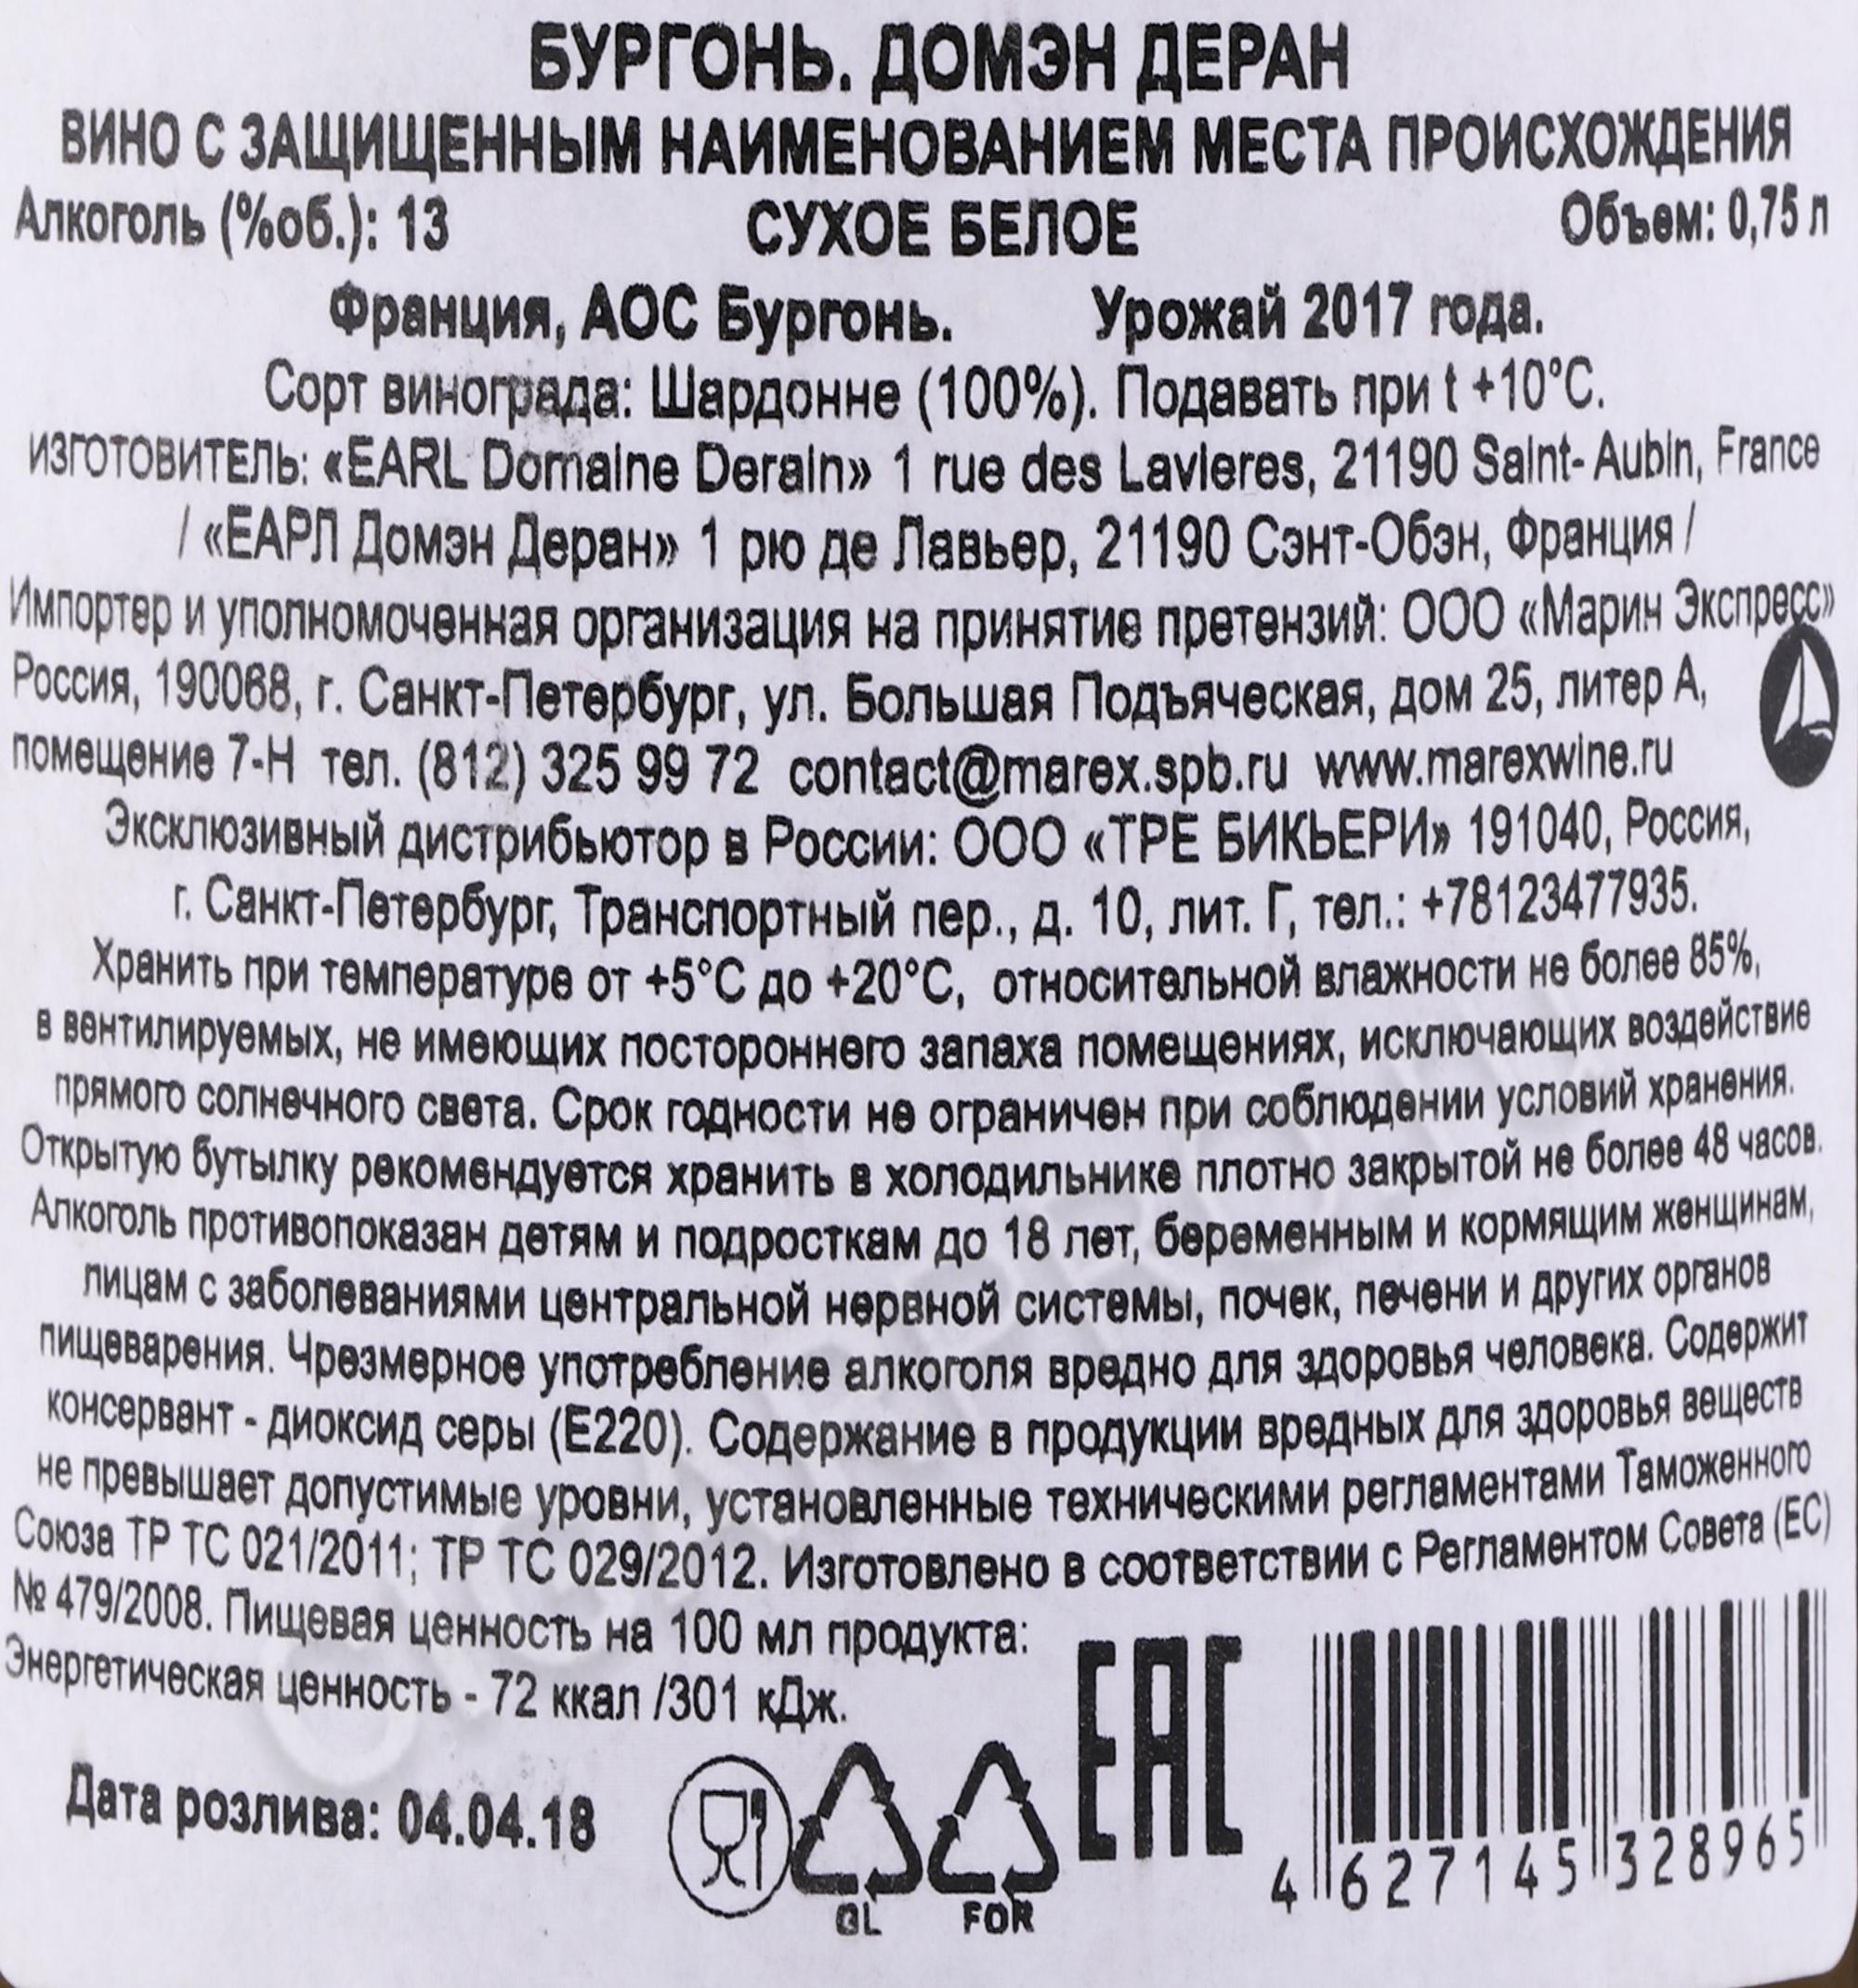 БУРГОНЬ. ДОМЭН ДЕРАН
ВИНО С ЗАЩИЩЕННЫМ НАИМЕНОВАНИЕМ МЕСТА ПРОИСХОЖДЕНИЯ
Алкоголь (%об.): 13 СУХОЕ БЕЛОЕ Объем: 0,75 л
Франция, АОС Бургонь. Урожай 2017 года.
Сорт винограда: Шардонне (100%). Подавать при t +10°C.
ИЗГОТОВИТЕЛЬ: «EARL Domaine Derain» 1 rue des Lavieres, 21190 Saint- Aubin, France
/ «ЕАРЛ Домэн Деран» 1 рю де Лавьер, 21190 Сэнт-Обэн, Франция /
Импортер и уполномоченная организация на принятие претензий: ООО «Марин Экспресс»
Россия, 190068, г. Санкт-Петербург, ул. Большая Подъяческая, дом 25, литер А,
помещение 7-Н тел. (812) 325 99 72 contact@marex.spb.ru www.marexwine.ru
Эксклюзивный дистрибьютор в России: ООО «ТРЕ БИКЬЕРИ» 191040, Россия,
г. Санкт-Петербург, Транспортный пер., д. 10, лит. Г, тел.: +78123477935.
Хранить при температуре от +5°С до +20°С, относительной влажности не более 85%,
в вентилируемых, не имеющих постороннего запаха помещениях, исключающих воздействие
прямого солнечного света. Срок годности не ограничен при соблюдении условий хранения.
Открытую бутылку рекомендуется хранить в холодильнике плотно закрытой не более 48 часов.
Алкоголь противопоказан детям и подросткам до 18 лет, беременным и кормящим женщинам,
лицам с заболеваниями центральной нервной системы, почек, печени и других органов
пищеварения. Чрезмерное употребление алкоголя вредно для здоровья человека. Содержит
консервант - диоксид серы (Е220). Содержание в продукции вредных для здоровья веществ
не превышает допустимые уровни, установленные техническими регламентами Таможенного
Союза ТР ТС 021/2011; ТР ТС 029/2012. Изготовлено в соответствии с Регламентом Совета (ЕС)
№ 479/2008. Пищевая ценность на 100 мл продукта:
Энергетическая ценность - 72 ккал /301 кДж.
Дата розлива: 04.04.18
GL FOR
EAC
4 627145 328965